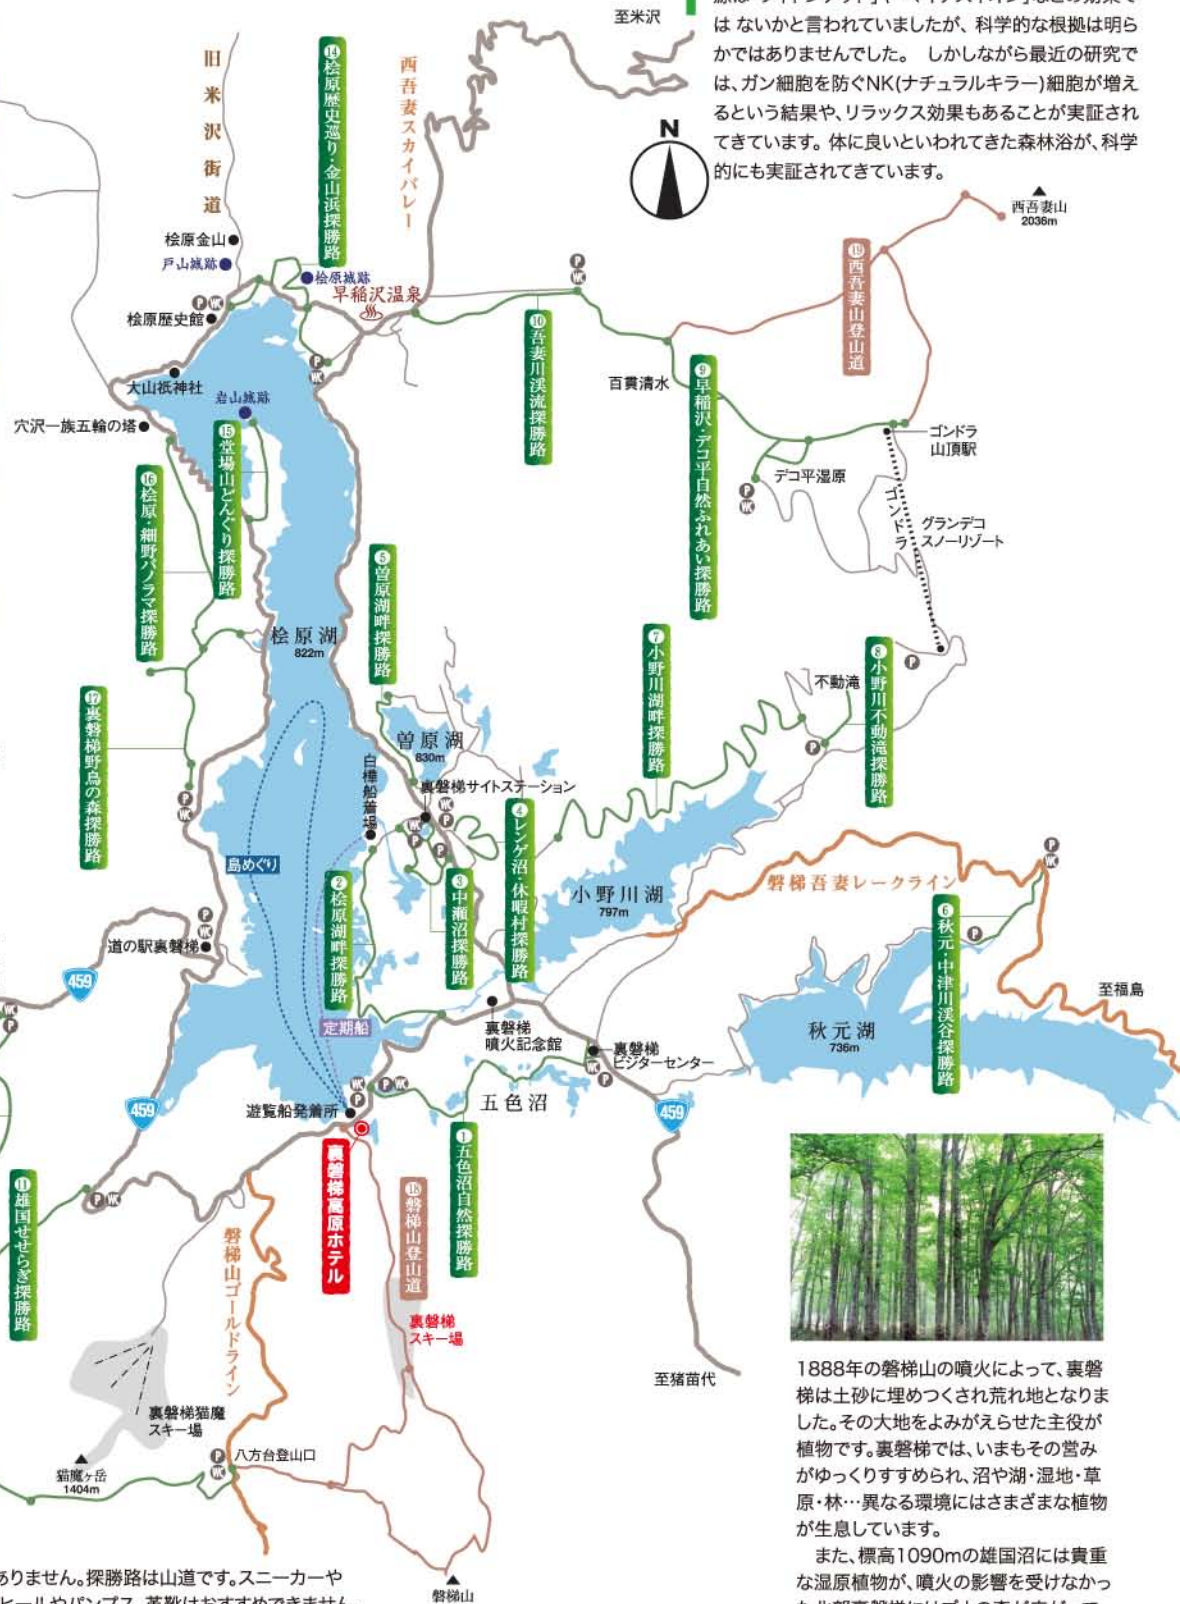 至米沢
は ないかと言われていましたが、科学的な根拠は明ら
かではありませんでした。 しかしながら最近の研究で
は、ガン細胞を防ぐNK(ナチュラルキラー)細胞が増え
るという結果や、リラックス効果もあることが実証され
てきています。体に良いといわれてきた森林浴が、科学
的にも実証されてきています。
N
旧米沢街道
⑭桧原歴史巡り・金山浜探勝路
西吾妻スカイバレー
西吾妻山
2036m
桧原金山
戸山城跡
桧原城跡
早稲沢温泉
P WC
桧原歴史館
P
WC
⑲西吾妻山登山道
⑩吾妻川渓流探勝路
百貫清水
⑨早稲沢・デコ平自然ふれあい探勝路
P
WC
大山祇神社
岩山城跡
穴沢一族五輪の塔
⑮堂場山どんぐり探勝路
⑯桧原・細野パノラマ探勝路
ゴンドラ
山頂駅
デコ平湿原
P
WC
ゴンドラ
グランデコ
スノーリゾート
⑤曽原湖畔探勝路
桧原湖
822m
⑦小野川湖畔探勝路
⑧小野川不動滝探勝路
P
不動滝
P
⑰裏磐梯野鳥の森探勝路
P
WC
曽原湖
830m
白樺船着場
裏磐梯サイトステーション
WC
P
WC
P
P
④レンゲ沼・休暇村探勝路
島めぐり
②桧原湖畔探勝路
③中瀬沼探勝路
小野川湖
797m
磐梯吾妻レークライン
P
WC
⑥秋元・中津川渓谷探勝路
P
P
WC
道の駅裏磐梯
459
WC
P
至福島
定期船
裏磐梯
噴火記念館
秋元湖
736m
裏磐梯
ビジターセンター
WC
P
WC
P
P WC
五色沼
遊覧船発着所
459
459
①五色沼自然探勝路
裏磐梯高原ホテル
⑪雄国せせらぎ探勝路
P WC
⑱磐梯山登山道
磐梯山ゴールドライン
裏磐梯
スキー場
至猪苗代
裏磐梯猫魔
スキー場
猫魔ヶ岳
1404m
P
WC
八方台登山口
磐梯山
1888年の磐梯山の噴火によって、裏磐
梯は土砂に埋めつくされ荒れ地となりま
した。その大地をよみがえらせた主役が
植物です。裏磐梯では、いまもその営み
がゆっくりすすめられ、沼や湖・湿地・草
原・林…異なる環境にはさまざまな植物
が生息しています。
また、標高1090mの雄国沼には貴重
な湿原植物が、噴火の影響を受けなかっ
ありません。探勝路は山道です。スニーカーや